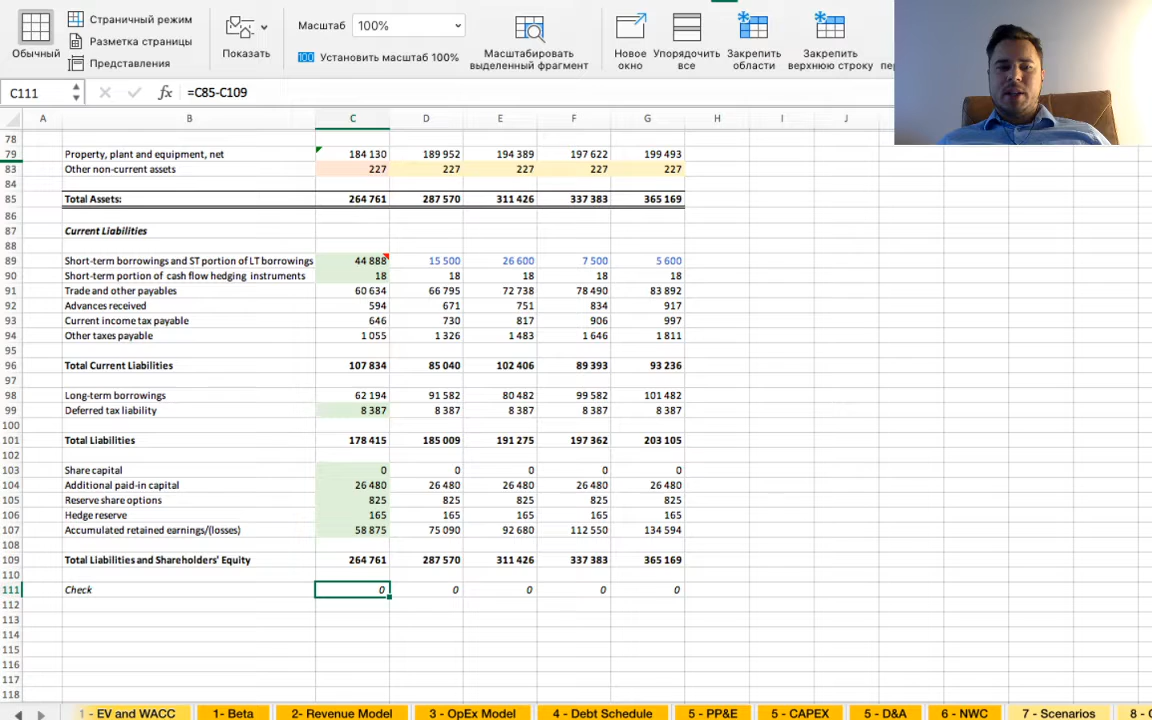 Обычный
Страничный режим
Разметка страницы
Представления
Показать
Масштаб 100%
100 Установить масштаб 100%
Масштабировать
выделенный фрагмент
Новое
окно
Упорядочить
все
Закрепить
области
Закрепить
верхнюю строку
C111 fx =C85-C109
A B C D E F G H I J
78
79 Property, plant and equipment, net 184 130 189 952 194 389 197 622 199 493
83 Other non-current assets 227 227 227 227 227
84
85 Total Assets: 264 761 287 570 311 426 337 383 365 169
86
87 Current Liabilities
88
89 Short-term borrowings and ST portion of LT borrowings 44 888 15 500 26 600 7 500 5 600
90 Short-term portion of cash flow hedging instruments 18 18 18 18 18
91 Trade and other payables 60 634 66 795 72 738 78 490 83 892
92 Advances received 594 671 751 834 917
93 Current income tax payable 646 730 817 906 997
94 Other taxes payable 1 055 1 326 1 483 1 646 1 811
95
96 Total Current Liabilities 107 834 85 040 102 406 89 393 93 236
97
98 Long-term borrowings 62 194 91 582 80 482 99 582 101 482
99 Deferred tax liability 8 387 8 387 8 387 8 387 8 387
100
101 Total Liabilities 178 415 185 009 191 275 197 362 203 105
102
103 Share capital 0 0 0 0 0
104 Additional paid-in capital 26 480 26 480 26 480 26 480 26 480
105 Reserve share options 825 825 825 825 825
106 Hedge reserve 165 165 165 165 165
107 Accumulated retained earnings/(losses) 58 875 75 090 92 680 112 550 134 594
108
109 Total Liabilities and Shareholders' Equity 264 761 287 570 311 426 337 383 365 169
110
111 Check 0 0 0 0 0
112
113
114
115
116
117
118
1 - EV and WACC 1- Beta 2- Revenue Model 3 - OpEx Model 4 - Debt Schedule 5 - PP&E 5 - CAPEX 5 - D&A 6 - NWC 7 - Scenarios 8 -